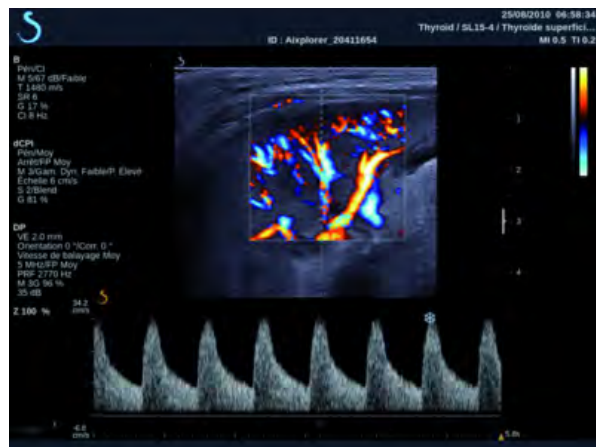 25/08/2010 06:58:34
Thyroid / SL15-4 / Thyroide superfici...
ID : Aixplorer_20411654
MI 0.5 TI 0.2
B
Pén/CI
M 5/67 dB/Faible
T 1480 m/s
SR 6
G 17 %
CI 8 Hz
dCPI
Pén/Moy
Arrêt/FP Moy
M 3/Gam. Dyn. Faible/P. Elevé
Echelle 6 cm/s
S 2/Blend
G 81 %
DP
VE 2.0 mm
Orientation 0 °/Corr. 0 °
Vitesse de balayage Moy
5 MHz/FP Moy
PRF 2770 Hz
M 3G 96 %
35 dB
Z 100 %
1
2
3
4
34.2
cm/s
cm/s